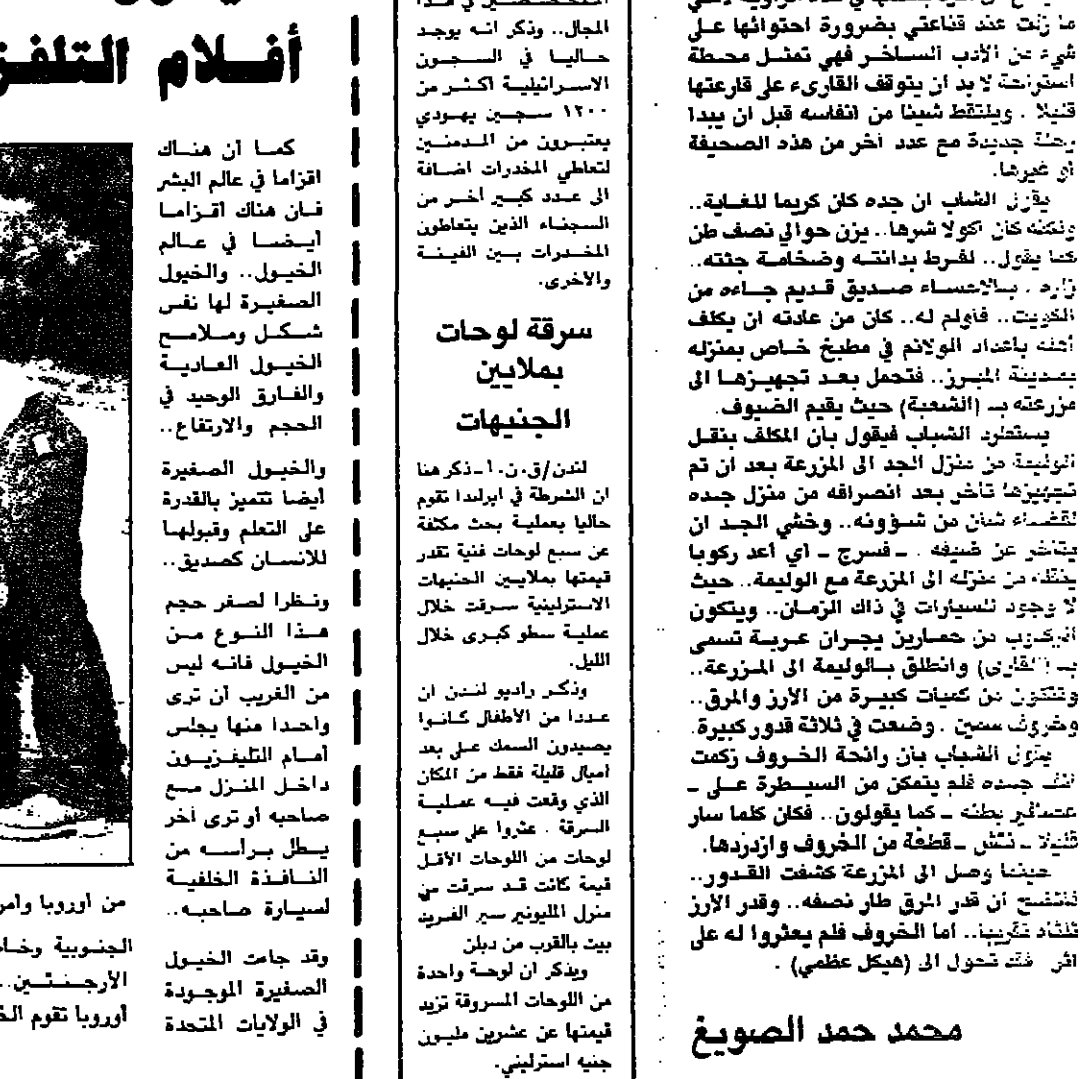 ما زلت عند قناعتي بضرورة احتوائها على
شيء من الأدب الساخر فهي تمثل محطة
استراحة لا بد ان يتوقف القارىء على قارعتها
قليلا . ويلتقط شيئا من انفاسه قبل ان يبدا
رحلة جديدة مع عدد آخر من هذه الصحيفة
أو غيرها.
يقول الشاب ان جده كان كريما للغاية..
ولكنه كان اكولا شرها.. يزن حوالي نصف طن
كما يقول.. لفرط بدانته وضخامة جثته..
زاره . بالاحساء صديق قديم جاءه من
الكويت.. فأولم له.. كان من عادته ان يكلف
أهله باعداد الولائم في مطبخ خاص بمنزله
بمدينة المبرز.. فتحمل بعد تجهيزها الى
مزرعته بـ (الشعبة) حيث يقيم الضيوف.
يستطرد الشاب فيقول بأن المكلف بنقل
الوليمة من منزل الجد الى المزرعة بعد ان تم
تجهيزها تأخر بعد انصرافه من منزل جده
لقضاء شأن من شؤونه.. وخشي الجد ان
يتأخر عن ضيفه . ـ فسرج ـ أي أعد ركوبا
ينقله من منزله الى المزرعة مع الوليمة.. حيث
لا وجود للسيارات في ذاك الزمان.. ويتكون
الركوب من حمارين يجران عربة تسمى
بـ (القاري) وانطلق بالوليمة الى المزرعة..
وتتكون من كميات كبيرة من الأرز والمرق..
وخروف سمين . وضعت في ثلاثة قدور كبيرة.
يقول الشاب بأن رائحة الخروف زكمت
انف جده فلم يتمكن من السيطرة على ـ
عصافير بطنه ـ كما يقولون.. فكان كلما سار
قليلا ـ نتش ـ قطعة من الخروف وازدردها.
حينما وصل الى المزرعة كشفت القدور..
فاتضح أن قدر المرق طار نصفه.. وقدر الأرز
ثلثاه تقريبا.. أما الخروف فلم يعثروا له على
اثر فقد تحول الى (هيكل عظمي) .
محمد حمد الصويغ
المجال.. وذكر انه يوجد
حاليا في السجون
الاسرائيلية اكثر من
١٢٠٠ سجين يهودي
يعتبرون من المدمنين
لتعاطي المخدرات اضافة
الى عدد كبير أخر من
السجناء الذين يتعاطون
المخدرات بين الفينة
والاخرى.
سرقة لوحات
بملايين
الجنيهات
لندن/ق.ن.أ ـ ذكر هنا
ان الشرطة في ايرلندا تقوم
حاليا بعملية بحث مكثفة
عن سبع لوحات فنية تقدر
قيمتها بملايين الجنيهات
الاسترلينية سرقت خلال
عملية سطو كبرى خلال
الليل.
وذكر راديو لندن ان
عددا من الأطفال كانوا
يصيدون السمك على بعد
أميال قليلة فقط من المكان
الذي وقعت فيه عملية
السرقة . عثروا على سبع
لوحات من اللوحات الأقل
قيمة كانت قد سرقت من
منزل المليونير سير الفريد
بيت بالقرب من دبلن
ويذكر ان لوحة واحدة
من اللوحات المسروقة تزيد
قيمتها عن عشرين مليون
جنيه استرليني.
أفلام
كما أن هناك
اقزاما في عالم البشر
فان هناك أقزاما
أيضا في عالم
الخيول.. والخيول
الصغيرة لها نفس
شكل وملامح
الخيول العادية
والفارق الوحيد في
الحجم والارتفاع..
والخيول الصغيرة
أيضا تتميز بالقدرة
على التعلم وقبولها
للانسان كصديق..
ونظرا لصغر حجم
هذا النوع من
الخيول فانه ليس
من الغريب أن ترى
واحدا منها يجلس
أمام التليفزيون
داخل المنزل مع
صاحبه أو ترى أخر
يطل برأسه من
النافذة الخلفية
لسيارة صاحبه..
وقد جاءت الخيول
الصغيرة الموجودة
في الولايات المتحدة
من أوروبا
الجنوبية
الأرجنتين..
أوروبا تقوم